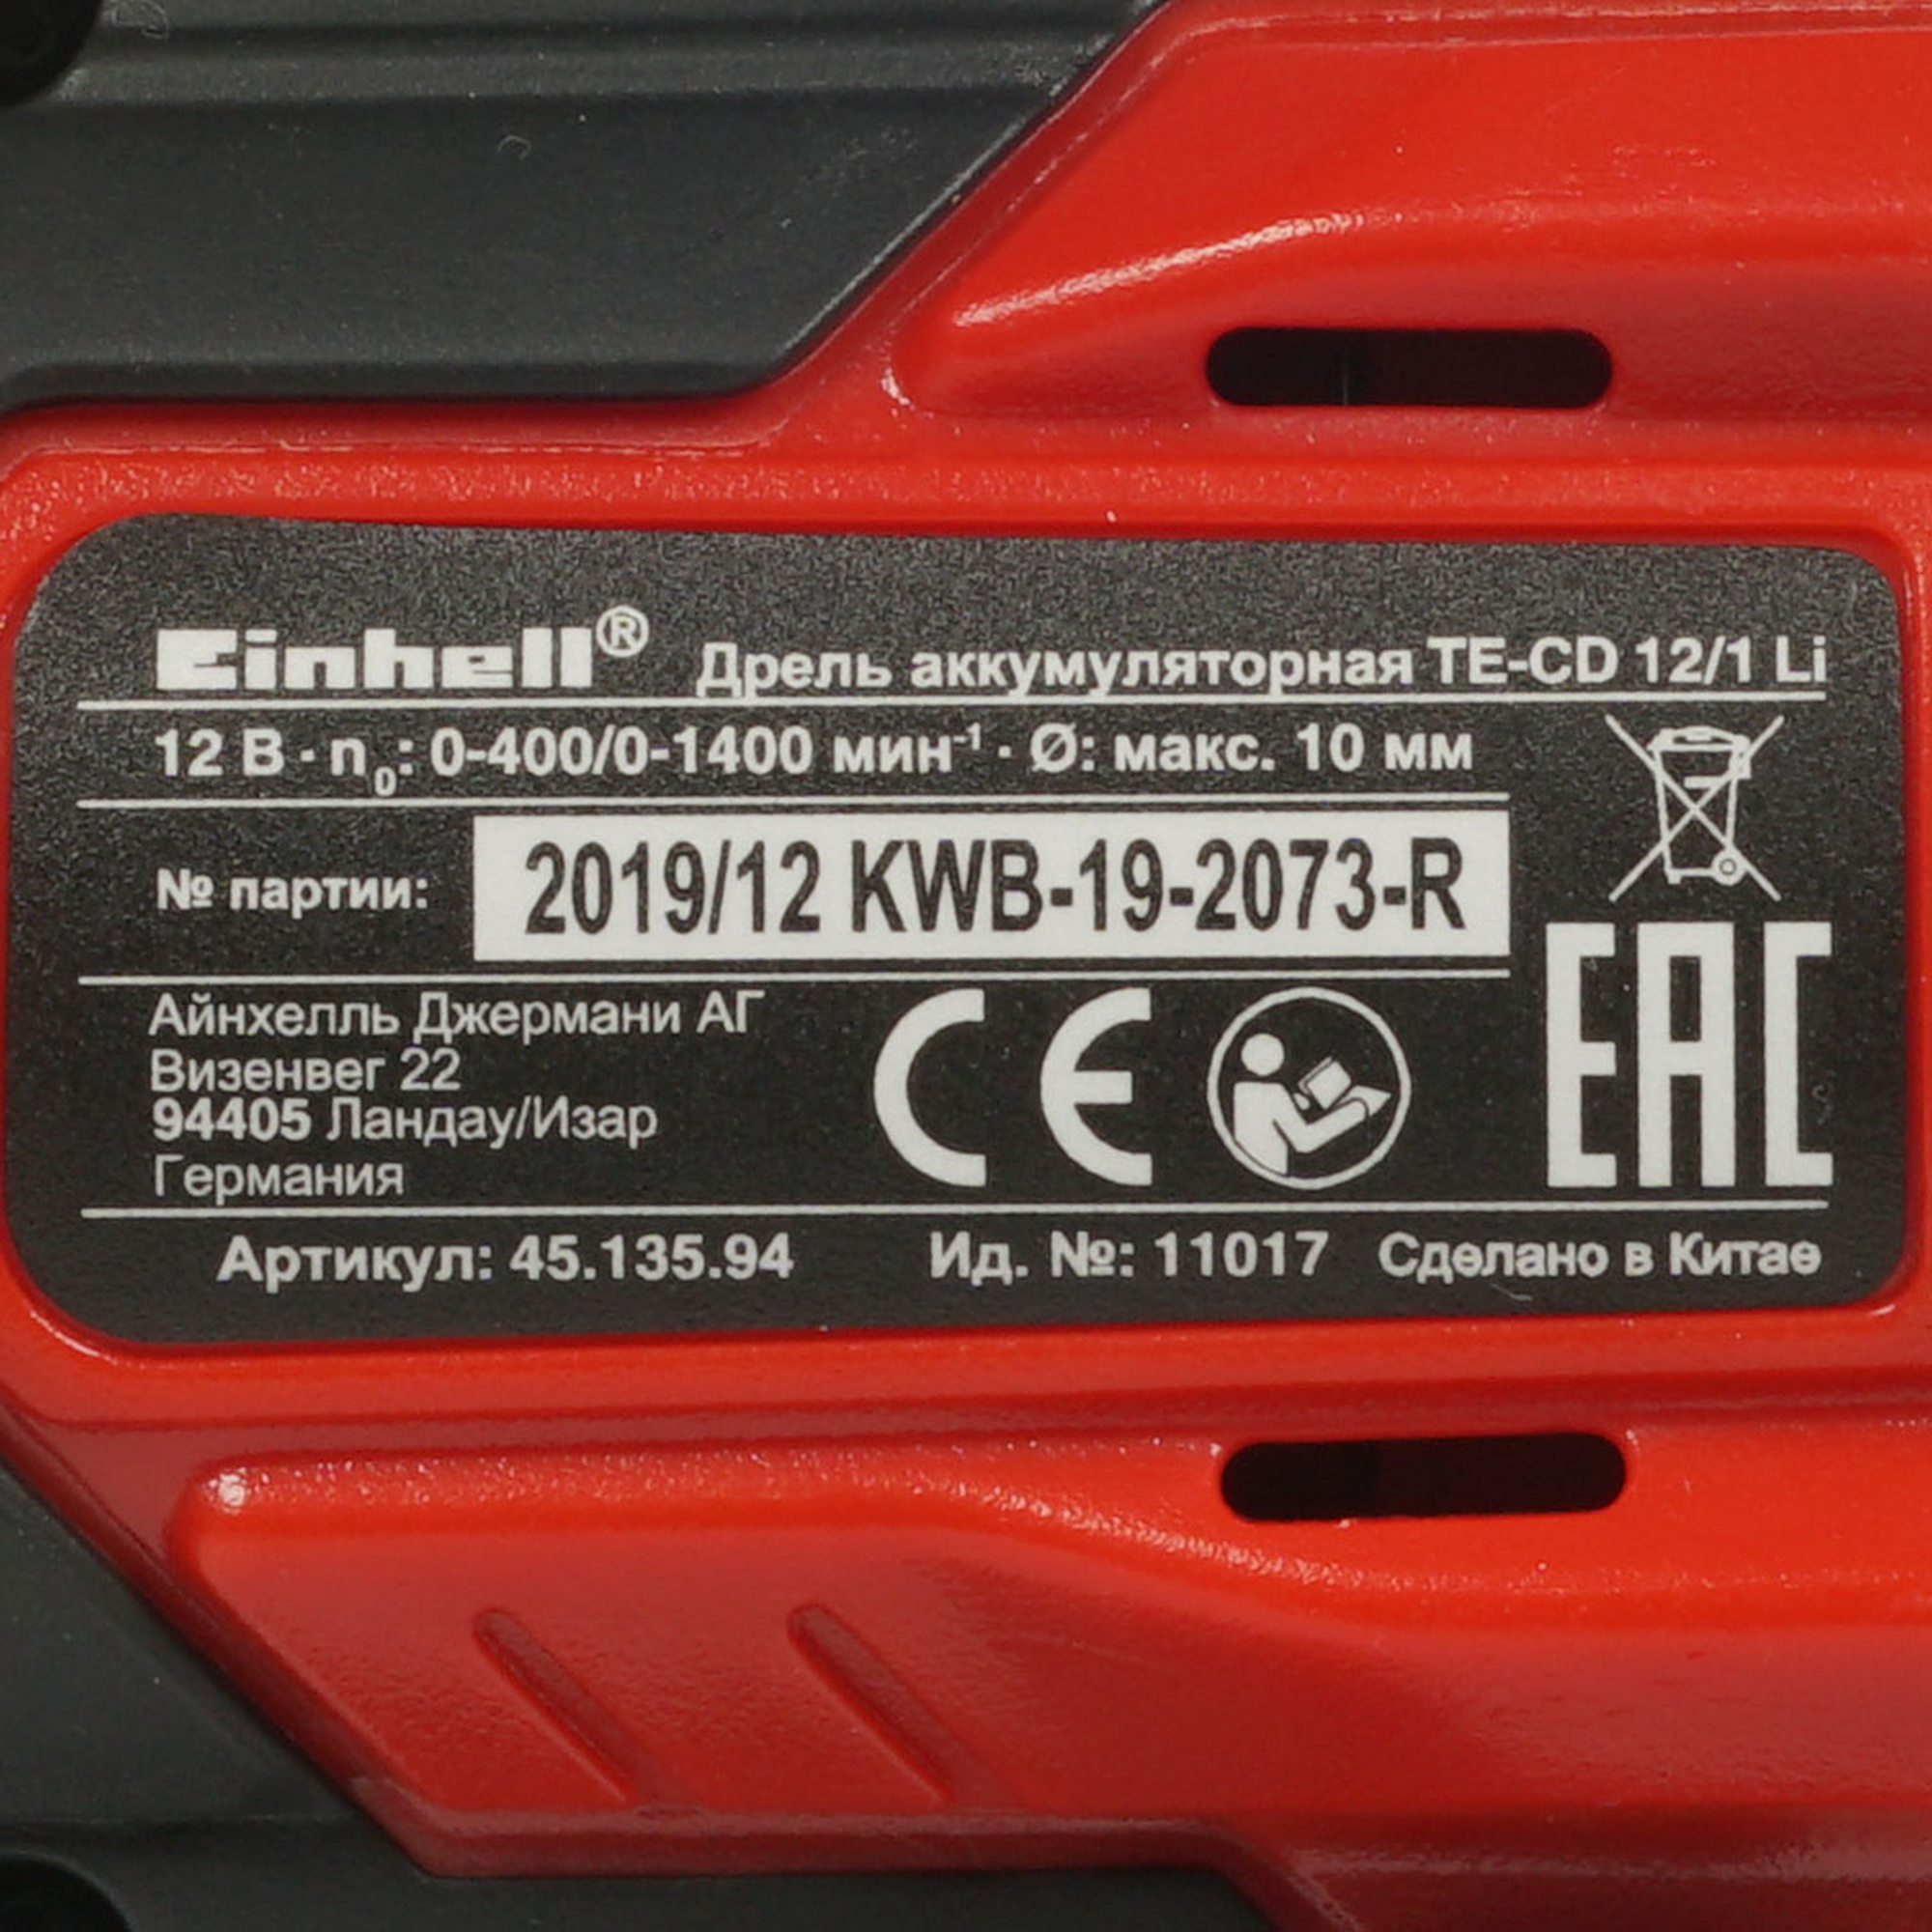 Einhell® Дрель аккумуляторная TE-CD 12/1 Li
12 В · n₀: 0-400/0-1400 мин⁻¹ · Ø: макс. 10 мм
№ партии: 2019/12 KWB-19-2073-R
Айнхелль Джермани АГ
Визенвег 22
94405 Ландау/Изар
Германия
CE EAC
Артикул: 45.135.94 Ид. №: 11017 Сделано в Китае